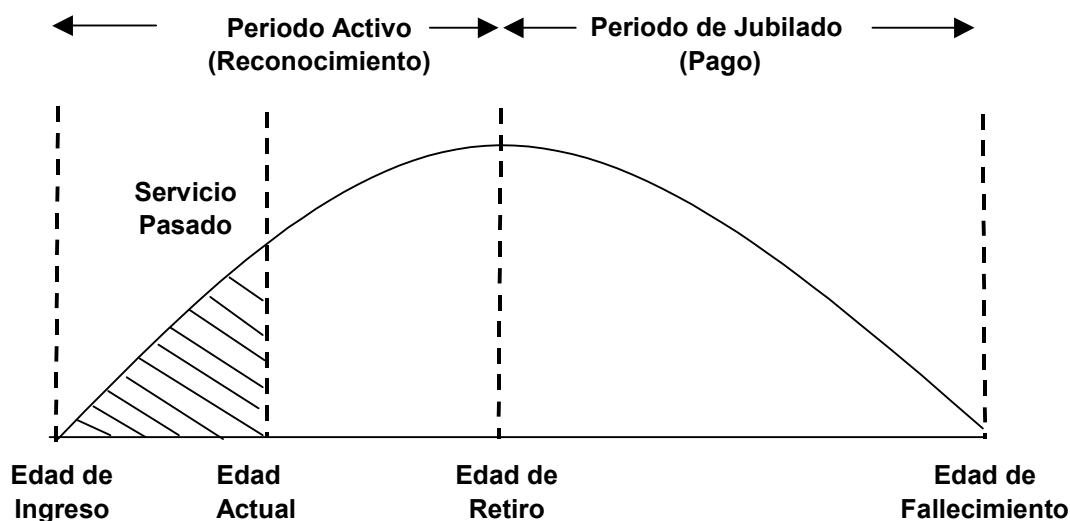 Periodo Activo
(Reconocimiento)
Periodo de Jubilado
(Pago)
Servicio
Pasado
Edad de
Ingreso
Edad
Actual
Edad de
Retiro
Edad de
Fallecimiento